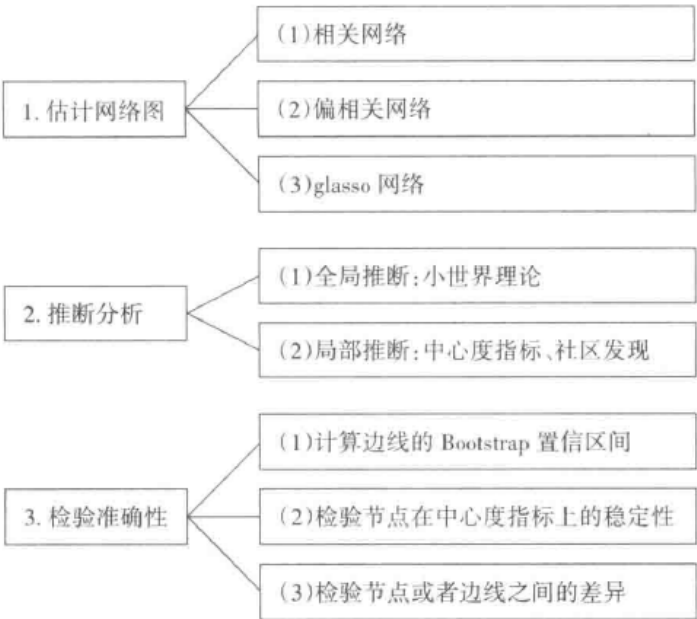 1. 估计网络图
(1)相关网络
(2)偏相关网络
(3)glasso 网络
2. 推断分析
(1)全局推断:小世界理论
(2)局部推断:中心度指标、社区发现
3. 检验准确性
(1)计算边线的 Bootstrap 置信区间
(2)检验节点在中心度指标上的稳定性
(3)检验节点或者边线之间的差异